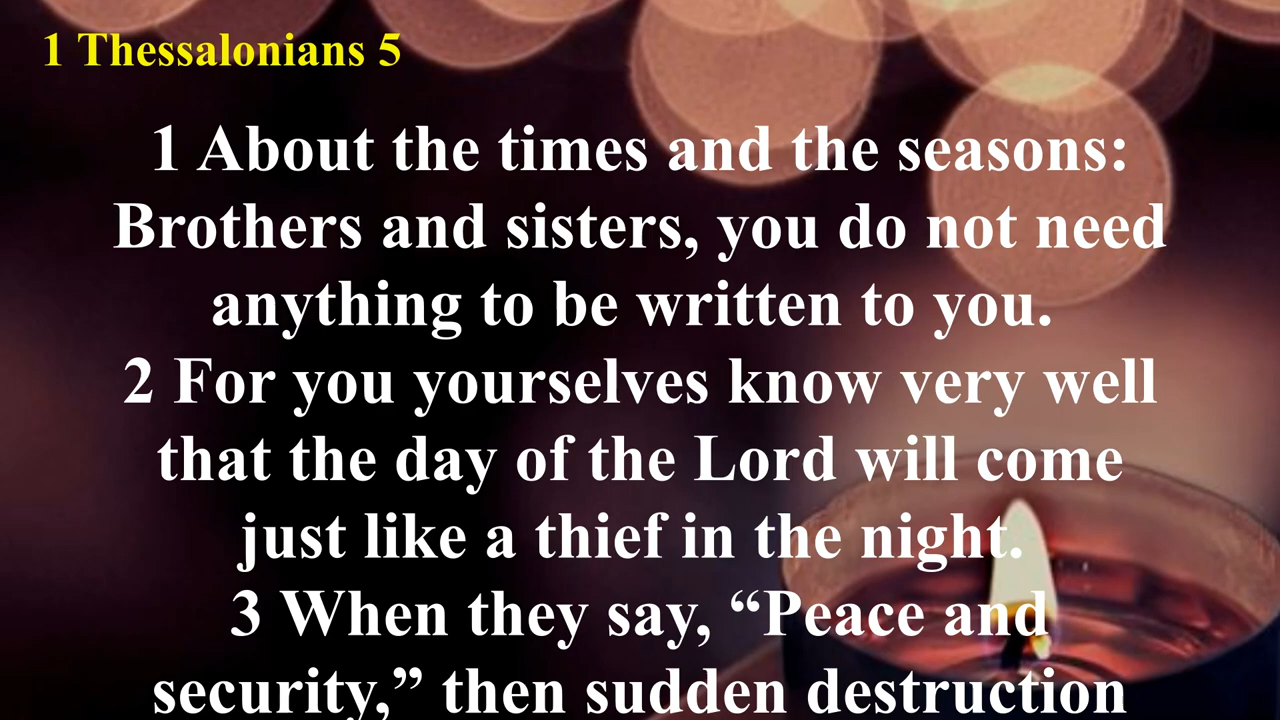 1 Thessalonians 5
1 About the times and the seasons:
Brothers and sisters, you do not need
anything to be written to you.
2 For you yourselves know very well
that the day of the Lord will come
just like a thief in the night.
3 When they say, “Peace and
security,” then sudden destruction